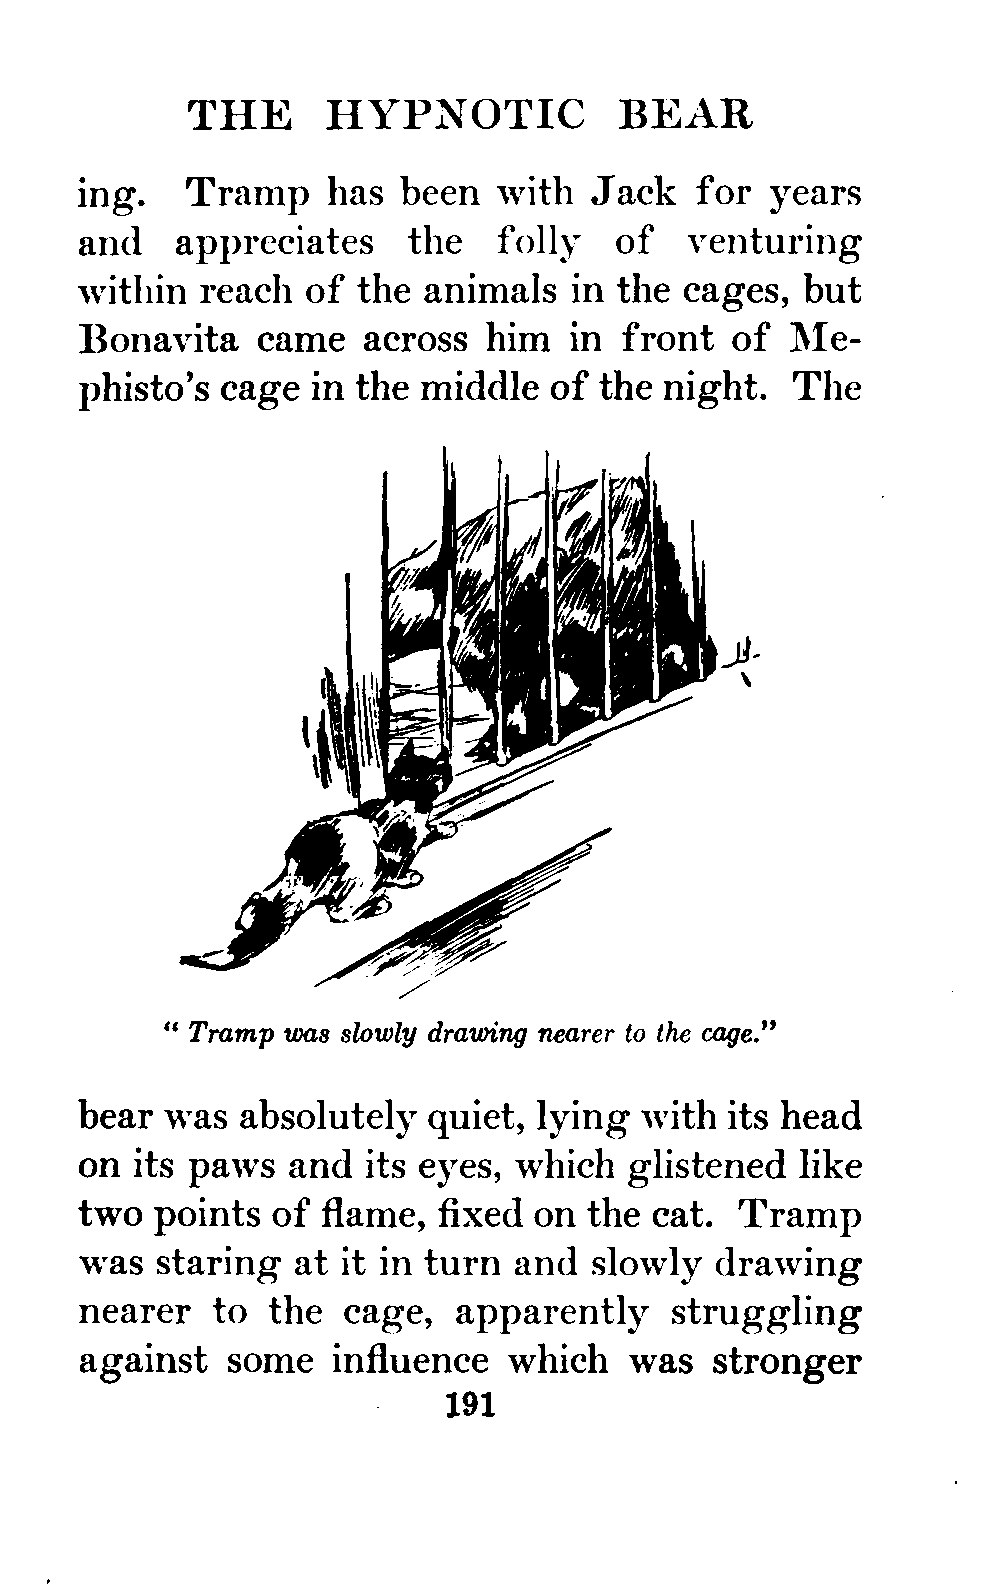 THE HYPNOTIC BEAR
ing. Tramp has been with Jack for years
and appreciates the folly of venturing
within reach of the animals in the cages, but
Bonavita came across him in front of Me-
phisto's cage in the middle of the night. The
" Tramp was slowly drawing nearer to the cage."
bear was absolutely quiet, lying with its head
on its paws and its eyes, which glistened like
two points of flame, fixed on the cat. Tramp
was staring at it in turn and slowly drawing
nearer to the cage, apparently struggling
against some influence which was stronger
191